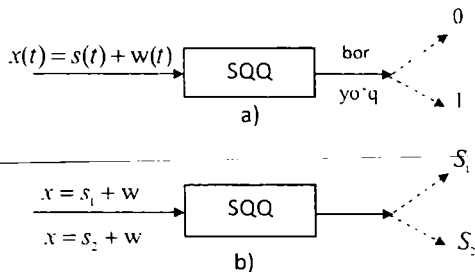 0
x(t) = s(t) + w(t)
SQQ
bor
yo'q
1
a)
S₁
x = s₁ + w
SQQ
x = s₂ + w
S₂
b)